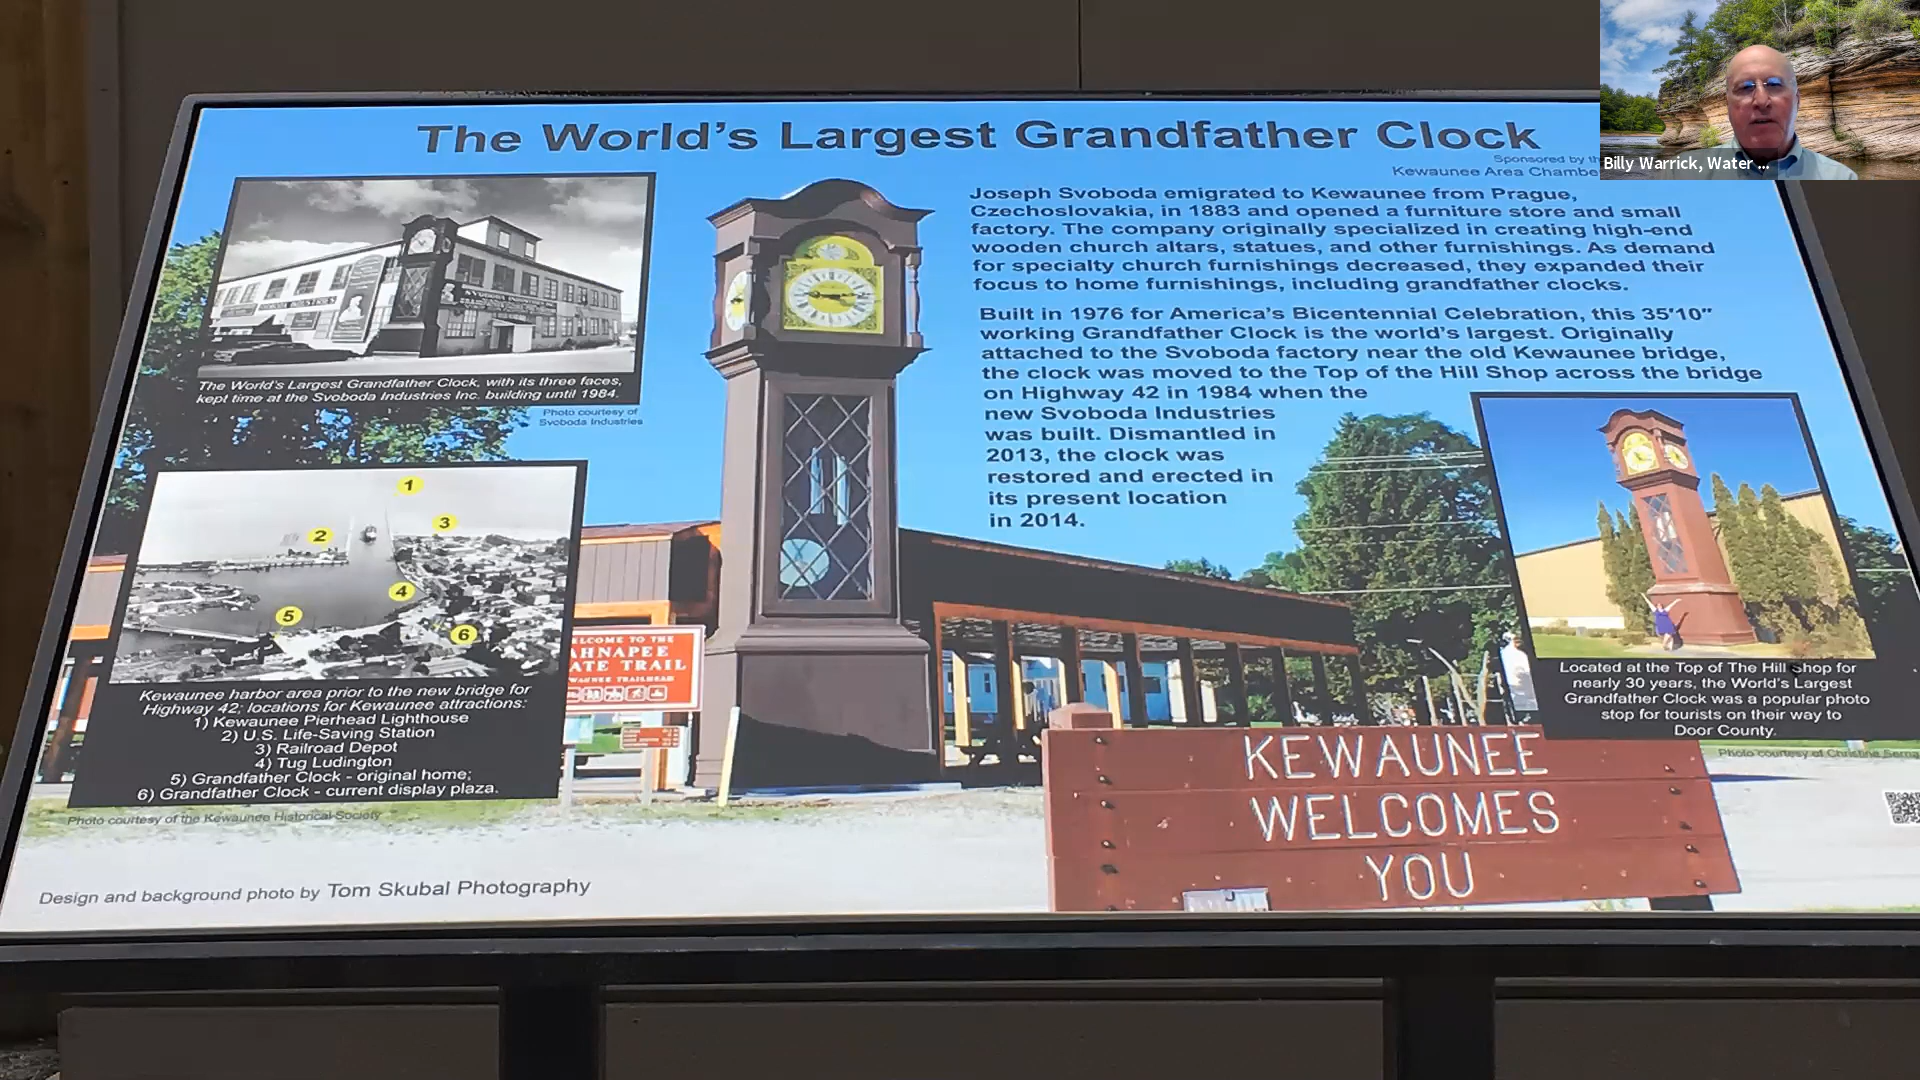 The World's Largest Grandfather Clock
Sponsored by
Kewaunee Area
Billy Warrick, Water ...
Joseph Svoboda emigrated to Kewaunee from Prague,
Czechoslovakia, in 1883 and opened a furniture store and small
factory. The company originally specialized in creating high-end
wooden church altars, statues, and other furnishings. As demand
for specialty church furnishings decreased, they expanded their
focus to home furnishings, including grandfather clocks.
Built in 1976 for America's Bicentennial Celebration, this 35'10"
working Grandfather Clock is the world's largest. Originally
attached to the Svoboda factory near the old Kewaunee bridge,
the clock was moved to the Top of the Hill Shop across the bridge
on Highway 42 in 1984 when the
new Svoboda Industries
was built. Dismantled in
2013, the clock was
restored and erected in
its present location
in 2014.
The World's Largest Grandfather Clock, with its three faces,
kept time at the Svoboda Industries Inc. building until 1984.
Photo courtesy of
Svoboda Industries
1
2
3
4
5
6
Kewaunee harbor area prior to the new bridge for
Highway 42; locations for Kewaunee attractions:
1) Kewaunee Pierhead Lighthouse
2) U.S. Life-Saving Station
3) Railroad Depot
4) Tug Ludington
5) Grandfather Clock - original home;
6) Grandfather Clock - current display plaza.
Photo courtesy of the Kewaunee Historical Society
ELCOME TO THE
AHNAPEE
ATE TRAIL
Located at the Top of The Hill Shop for
nearly 30 years, the World's Largest
Grandfather Clock was a popular photo
stop for tourists on their way to
Door County.
Photo courtesy of Christine
KEWAUNEE
WELCOMES
YOU
Design and background photo by Tom Skubal Photography